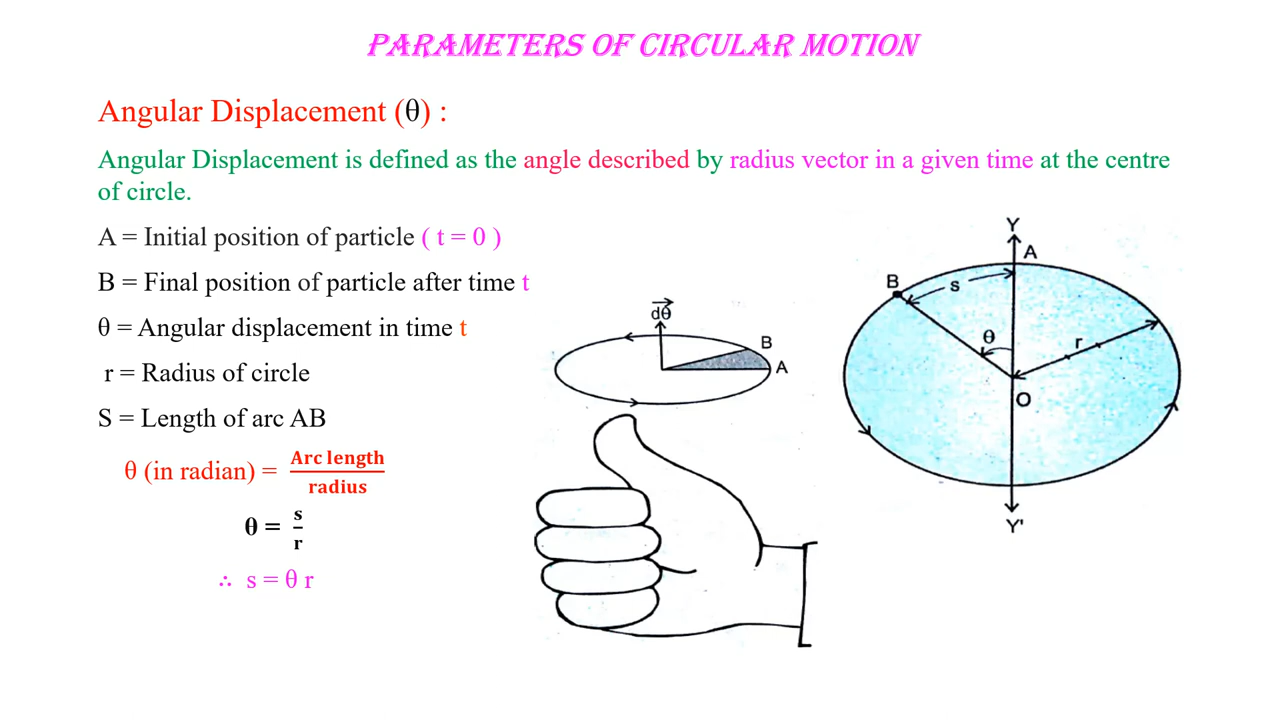 PARAMETERS OF CIRCULAR MOTION
Angular Displacement (θ) :
Angular Displacement is defined as the angle described by radius vector in a given time at the centre
of circle.
A = Initial position of particle ( t = 0 )
B = Final position of particle after time t
θ = Angular displacement in time t
r = Radius of circle
S = Length of arc AB
θ (in radian) = Arc length / radius
θ = s / r
∴ s = θ r
dθ
B
A
Y
A
B
s
θ
r
O
Y'